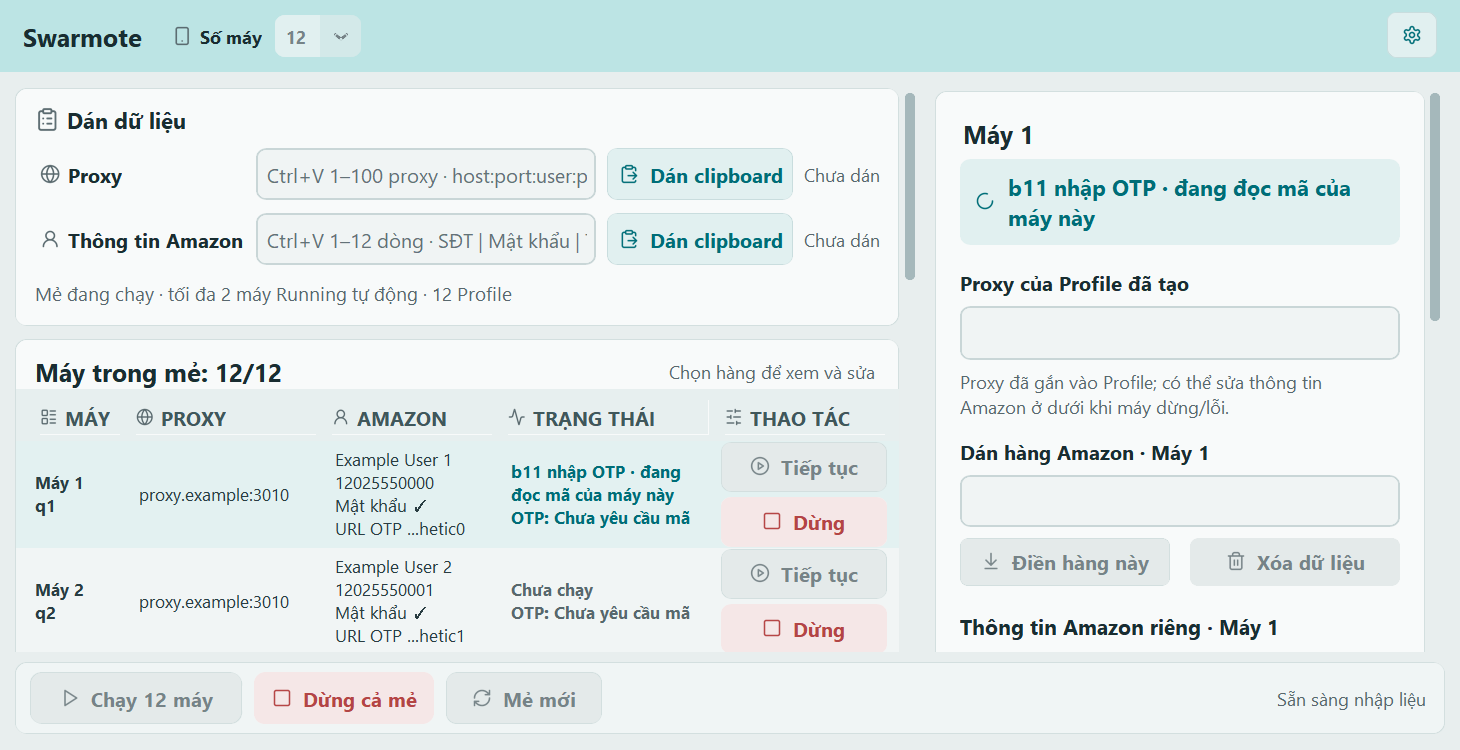 Swarmote
Số máy
12
Dán dữ liệu
Proxy
Ctrl+V 1–100 proxy · host:port:user:p
Dán clipboard
Chưa dán
Thông tin Amazon
Ctrl+V 1–12 dòng · SĐT | Mật khẩu |
Dán clipboard
Chưa dán
Mẻ đang chạy · tối đa 2 máy Running tự động · 12 Profile
Máy trong mẻ: 12/12
Chọn hàng để xem và sửa
MÁY
PROXY
AMAZON
TRẠNG THÁI
THAO TÁC
Máy 1
q1
proxy.example:3010
Example User 1
12025550000
Mật khẩu ✓
URL OTP ...hetic0
b11 nhập OTP · đang
đọc mã của máy này
OTP: Chưa yêu cầu mã
Tiếp tục
Dừng
Máy 2
q2
proxy.example:3010
Example User 2
12025550001
Mật khẩu ✓
URL OTP ...hetic1
Chưa chạy
OTP: Chưa yêu cầu mã
Tiếp tục
Dừng
Máy 1
b11 nhập OTP · đang đọc mã của
máy này
Proxy của Profile đã tạo
Proxy đã gắn vào Profile; có thể sửa thông tin
Amazon ở dưới khi máy dừng/lỗi.
Dán hàng Amazon · Máy 1
Điền hàng này
Xóa dữ liệu
Thông tin Amazon riêng · Máy 1
Chạy 12 máy
Dừng cả mẻ
Mẻ mới
Sẵn sàng nhập liệu